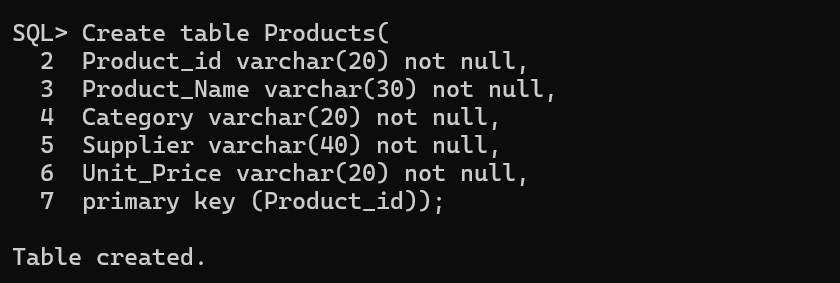 SQL> Create table Products(
  2  Product_id varchar(20) not null,
  3  Product_Name varchar(30) not null,
  4  Category varchar(20) not null,
  5  Supplier varchar(40) not null,
  6  Unit_Price varchar(20) not null,
  7  primary key (Product_id));
Table created.